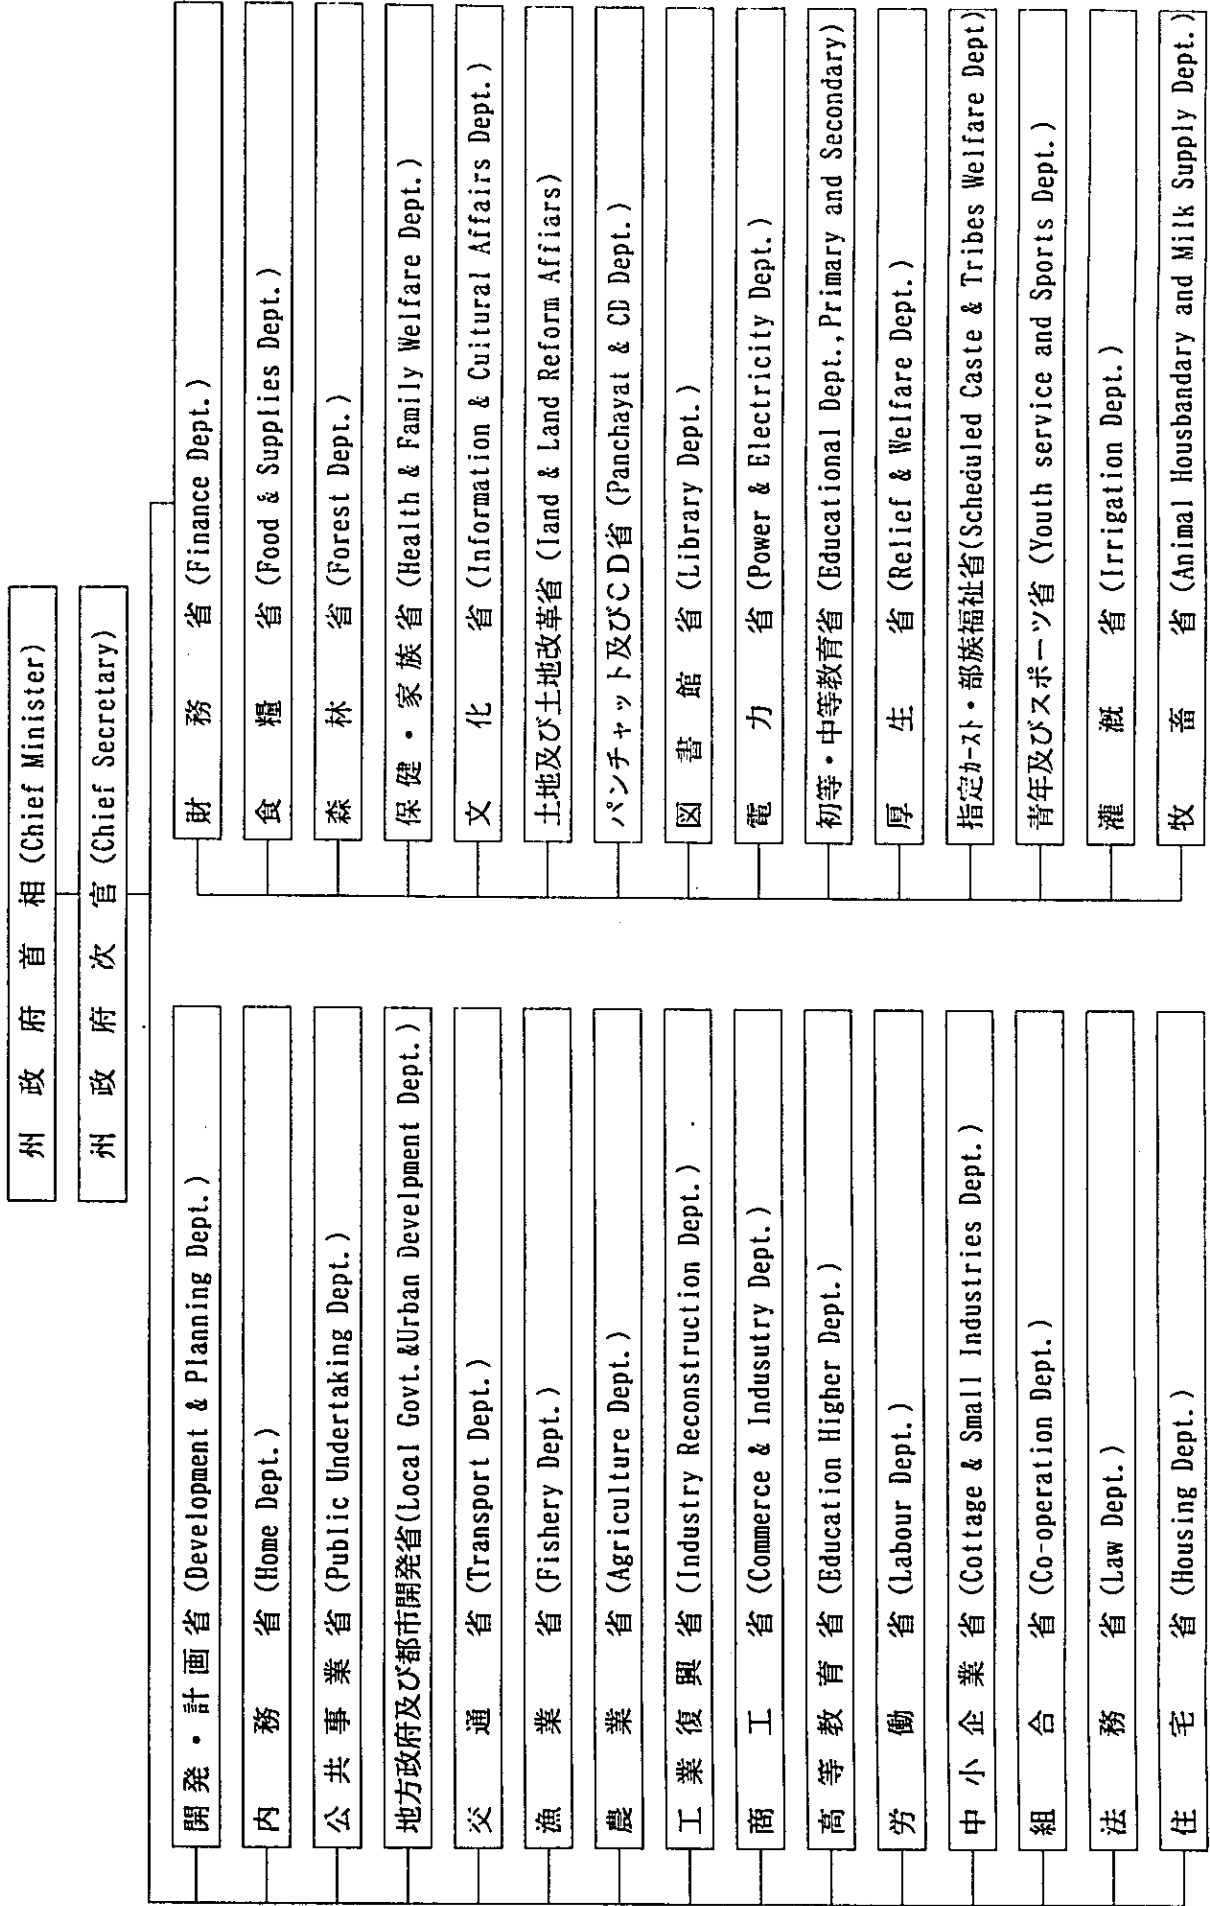 州政府首相 (Chief Minister)
州政府次官 (Chief Secretary)
開発・計画省 (Development & Planning Dept.)
内務省 (Home Dept.)
公共事業省 (Public Undertaking Dept.)
地方政府及び都市開発省(Local Govt.&Urban Develpment Dept.)
交通省 (Transport Dept.)
漁業省 (Fishery Dept.)
農業省 (Agriculture Dept.)
工業復興省 (Industry Reconstruction Dept.)
商工省 (Commerce & Indusutry Dept.)
高等教育省 (Education Higher Dept.)
労働省 (Labour Dept.)
中小企業省 (Cottage & Small Industries Dept.)
組合省 (Co-operation Dept.)
法務省 (Law Dept.)
住宅省 (Housing Dept.)
財務省 (Finance Dept.)
食糧省 (Food & Supplies Dept.)
森林省 (Forest Dept.)
保健・家族省 (Health & Family Welfare Dept.)
文化省 (Information & Cultural Affairs Dept.)
土地及び土地改革省 (land & Land Reform Affiars)
パンチャット及びCD省 (Panchayat & CD Dept.)
図書館省 (Library Dept.)
電力省 (Power & Electricity Dept.)
初等・中等教育省 (Educational Dept.,Primary and Secondary)
厚生省 (Relief & Welfare Dept.)
指定カースト・部族福祉省(Scheduled Caste & Tribes Welfare Dept)
青年及びスポーツ省 (Youth service and Sports Dept.)
灌漑省 (Irrigation Dept.)
牧畜省 (Animal Housbandary and Milk Supply Dept.)